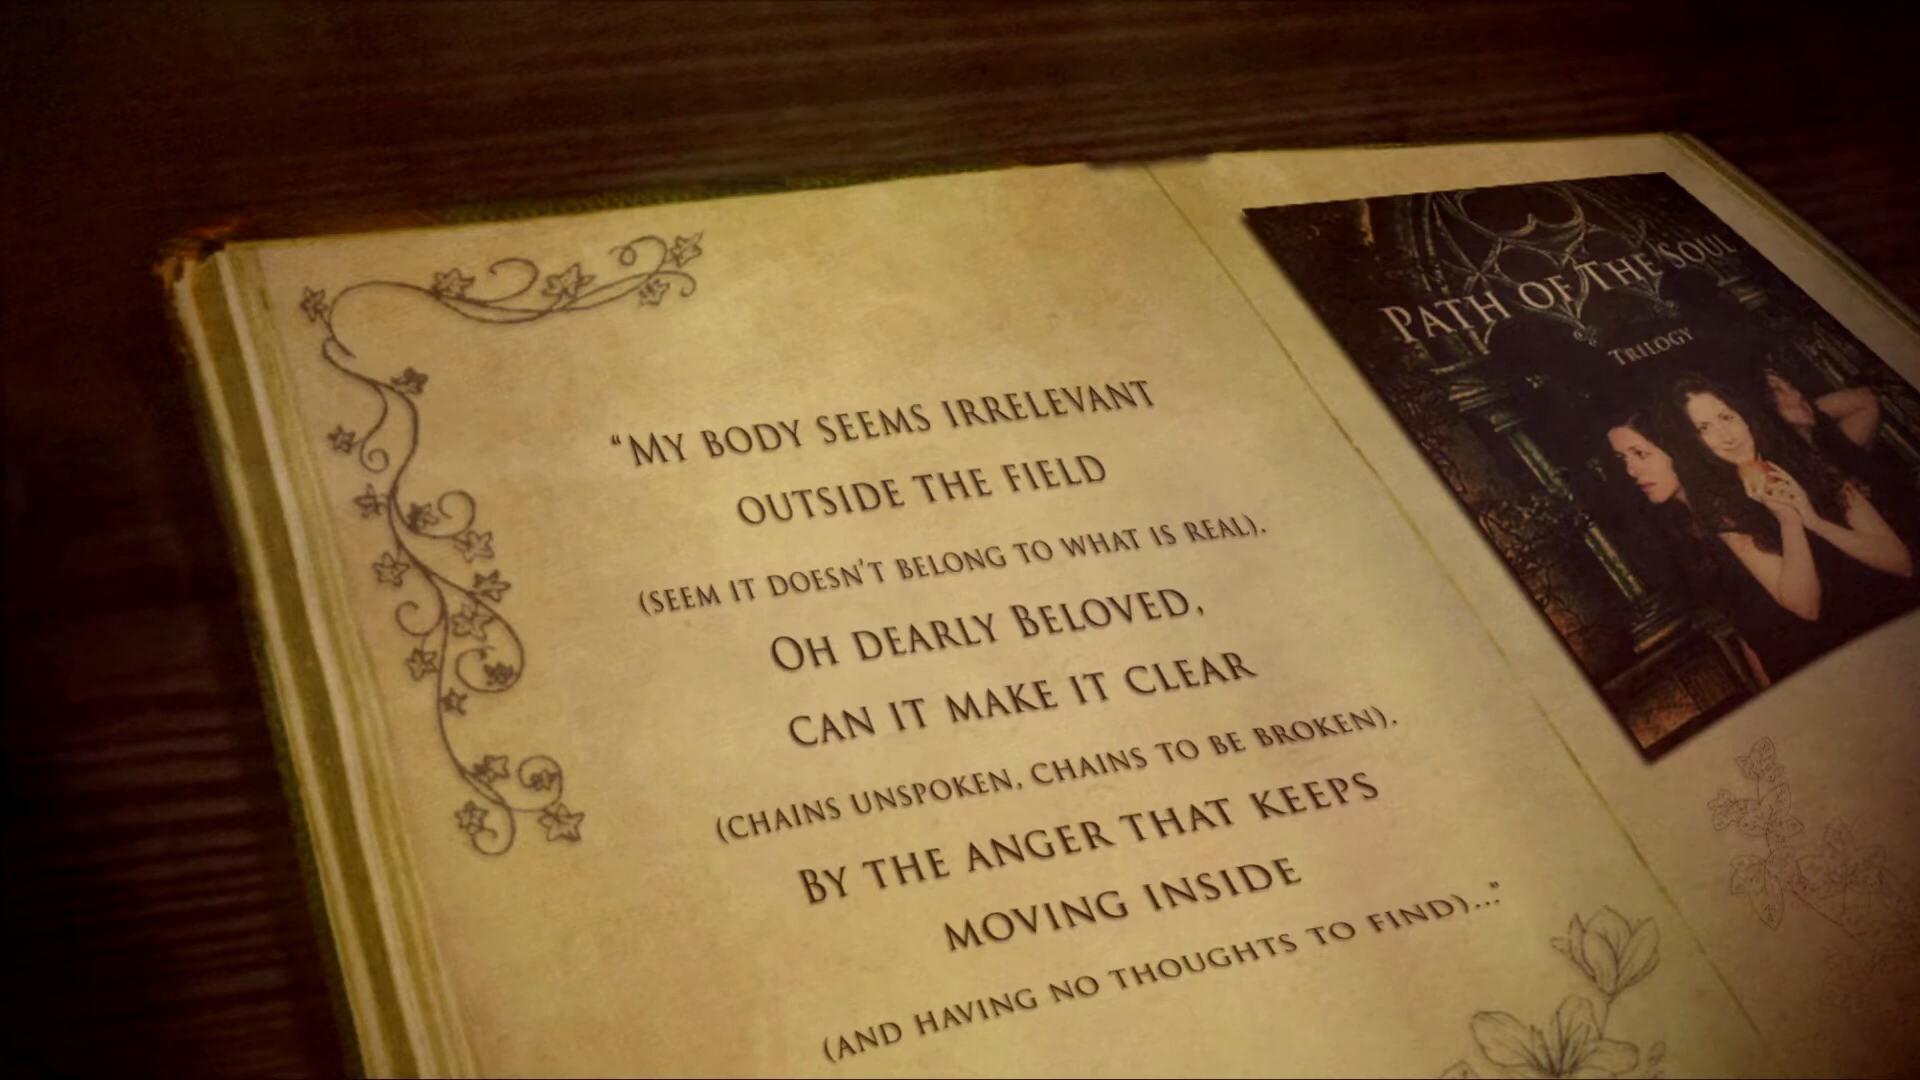 “My body seems irrelevant
outside the field
(seem it doesn't belong to what is real).
Oh dearly Beloved,
can it make it clear
(chains unspoken, chains to be broken),
By the anger that keeps
moving inside
(and having no thoughts to find)...”
Path of The Soul
Trilogy